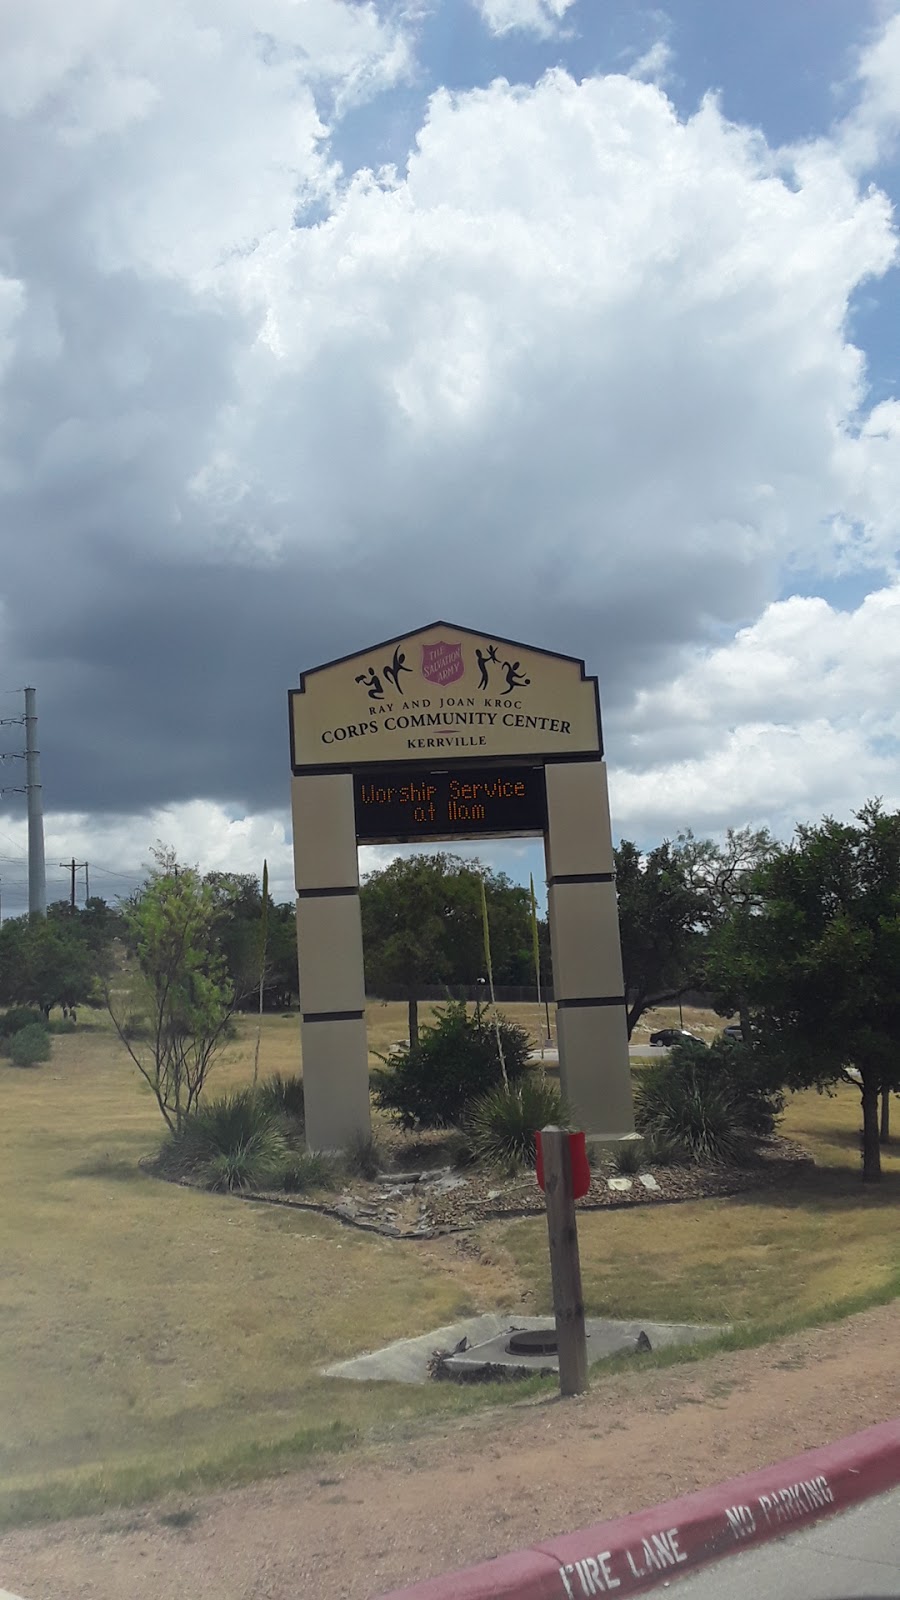 THE
SALVATION
ARMY
RAY AND JOAN KROC
CORPS COMMUNITY CENTER
KERRVILLE
Worship Service
at 11am
FIRE LANE NO PARKING